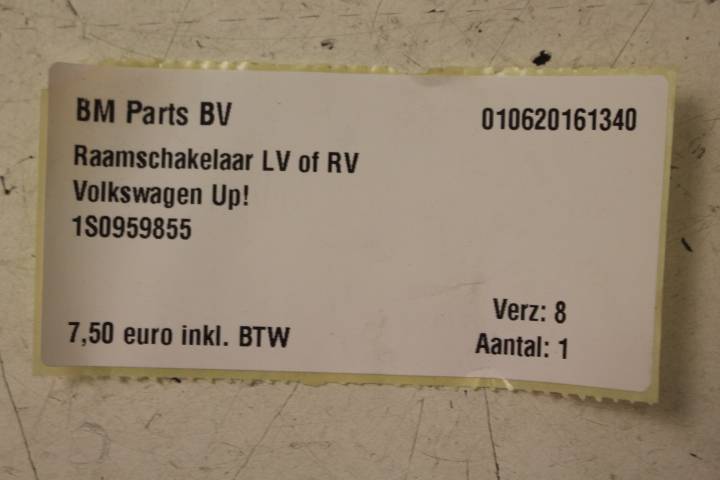 BM Parts BV
010620161340
Raamschakelaar LV of RV
Volkswagen Up!
1S0959855
Verz: 8
7,50 euro inkl. BTW
Aantal: 1